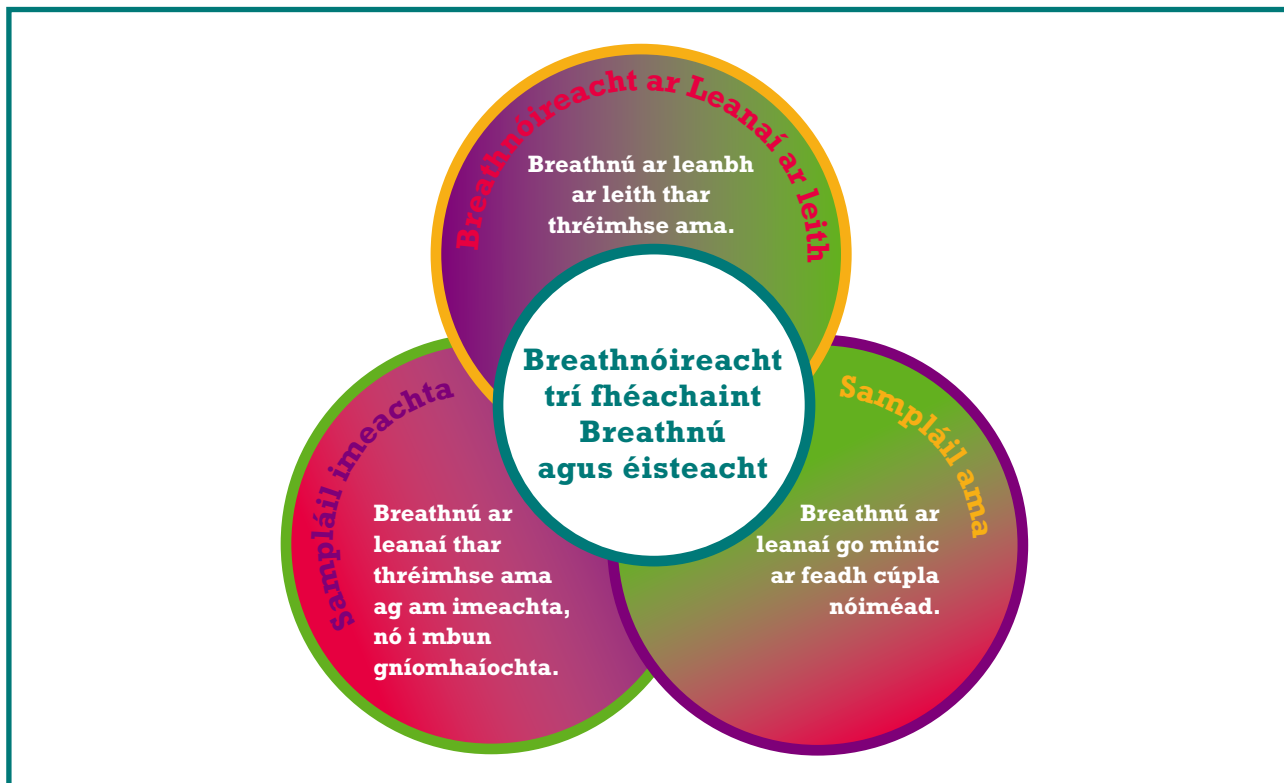 Breathnóireacht ar Leanaí ar leith
Breathnú ar leanbh
ar leith thar
thréimhse ama.
Breathnóireacht
trí fhéachaint
Breathnú
agus éisteacht
Sampláil imeachta
Breathnú ar
leanaí thar
thréimhse ama
ag am imeachta,
nó i mbun
gníomhaíochta.
Sampláil ama
Breathnú ar
leanaí go minic
ar feadh cúpla
nóiméad.